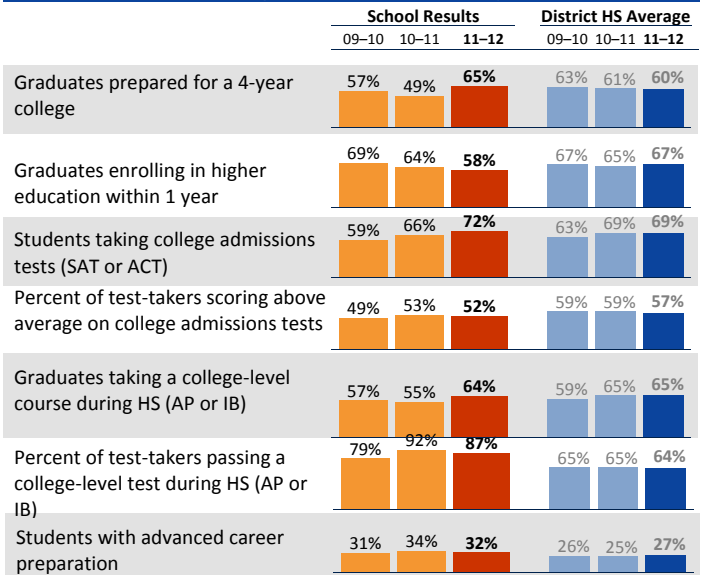 School Results District HS Average
09–10 10–11 11–12 09–10 10–11 11–12
Graduates prepared for a 4-year
college
57% 49% 65% 63% 61% 60%
Graduates enrolling in higher
education within 1 year
69% 64% 58% 67% 65% 67%
Students taking college admissions
tests (SAT or ACT)
59% 66% 72% 63% 69% 69%
Percent of test-takers scoring above
average on college admissions tests
49% 53% 52% 59% 59% 57%
Graduates taking a college-level
course during HS (AP or IB)
57% 55% 64% 59% 65% 65%
Percent of test-takers passing a
college-level test during HS (AP or
IB)
79% 92% 87% 65% 65% 64%
Students with advanced career
preparation
31% 34% 32% 26% 25% 27%